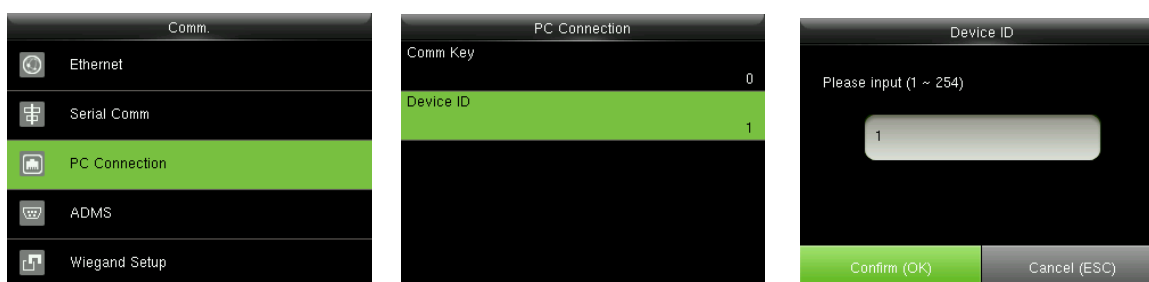 Comm.
Ethernet
Serial Comm
PC Connection
ADMS
Wiegand Setup
PC Connection
Comm Key
0
Device ID
1
Device ID
Please input (1 ~ 254)
1
Confirm (OK)
Cancel (ESC)